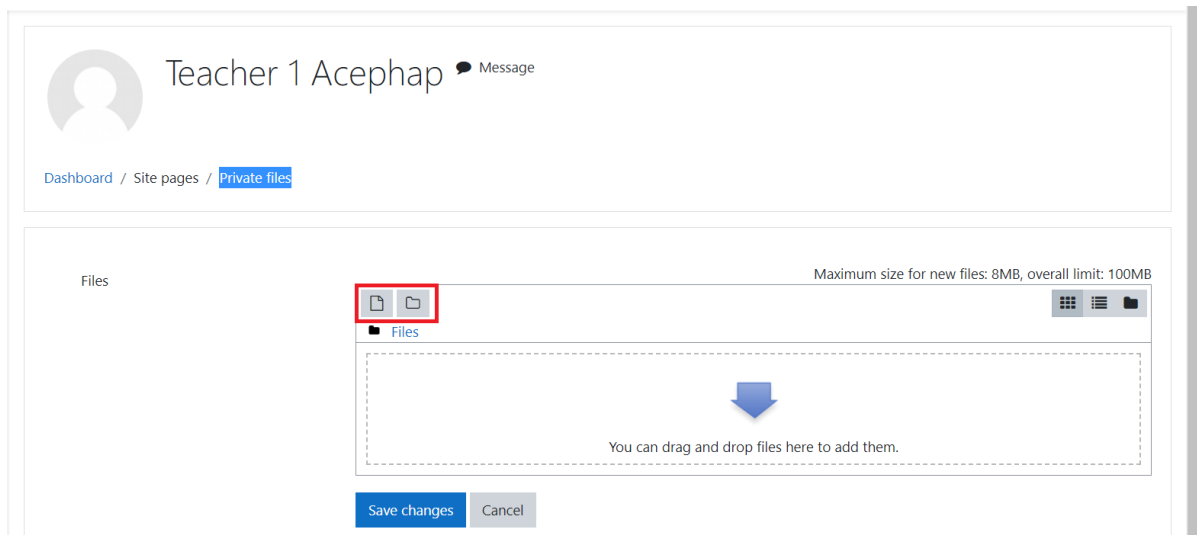 Teacher 1 Acephap Message
Dashboard / Site pages / Private files
Files
Maximum size for new files: 8MB, overall limit: 100MB
Files
You can drag and drop files here to add them.
Save changes Cancel